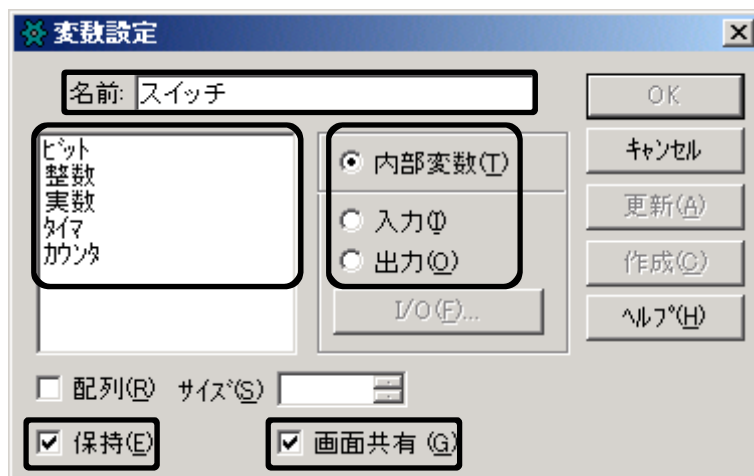 変数設定
名前: スイッチ
OK
ﾋﾞｯﾄ
整数
実数
ﾀｲﾏ
ｶｳﾝﾀ
内部変数(T)
入力(I)
出力(O)
I/O(F)...
ｷｬﾝｾﾙ
更新(A)
作成(C)
ﾍﾙﾌﾟ(H)
配列(R) ｻｲｽﾞ(S)
保持(E) 画面共有 (G)